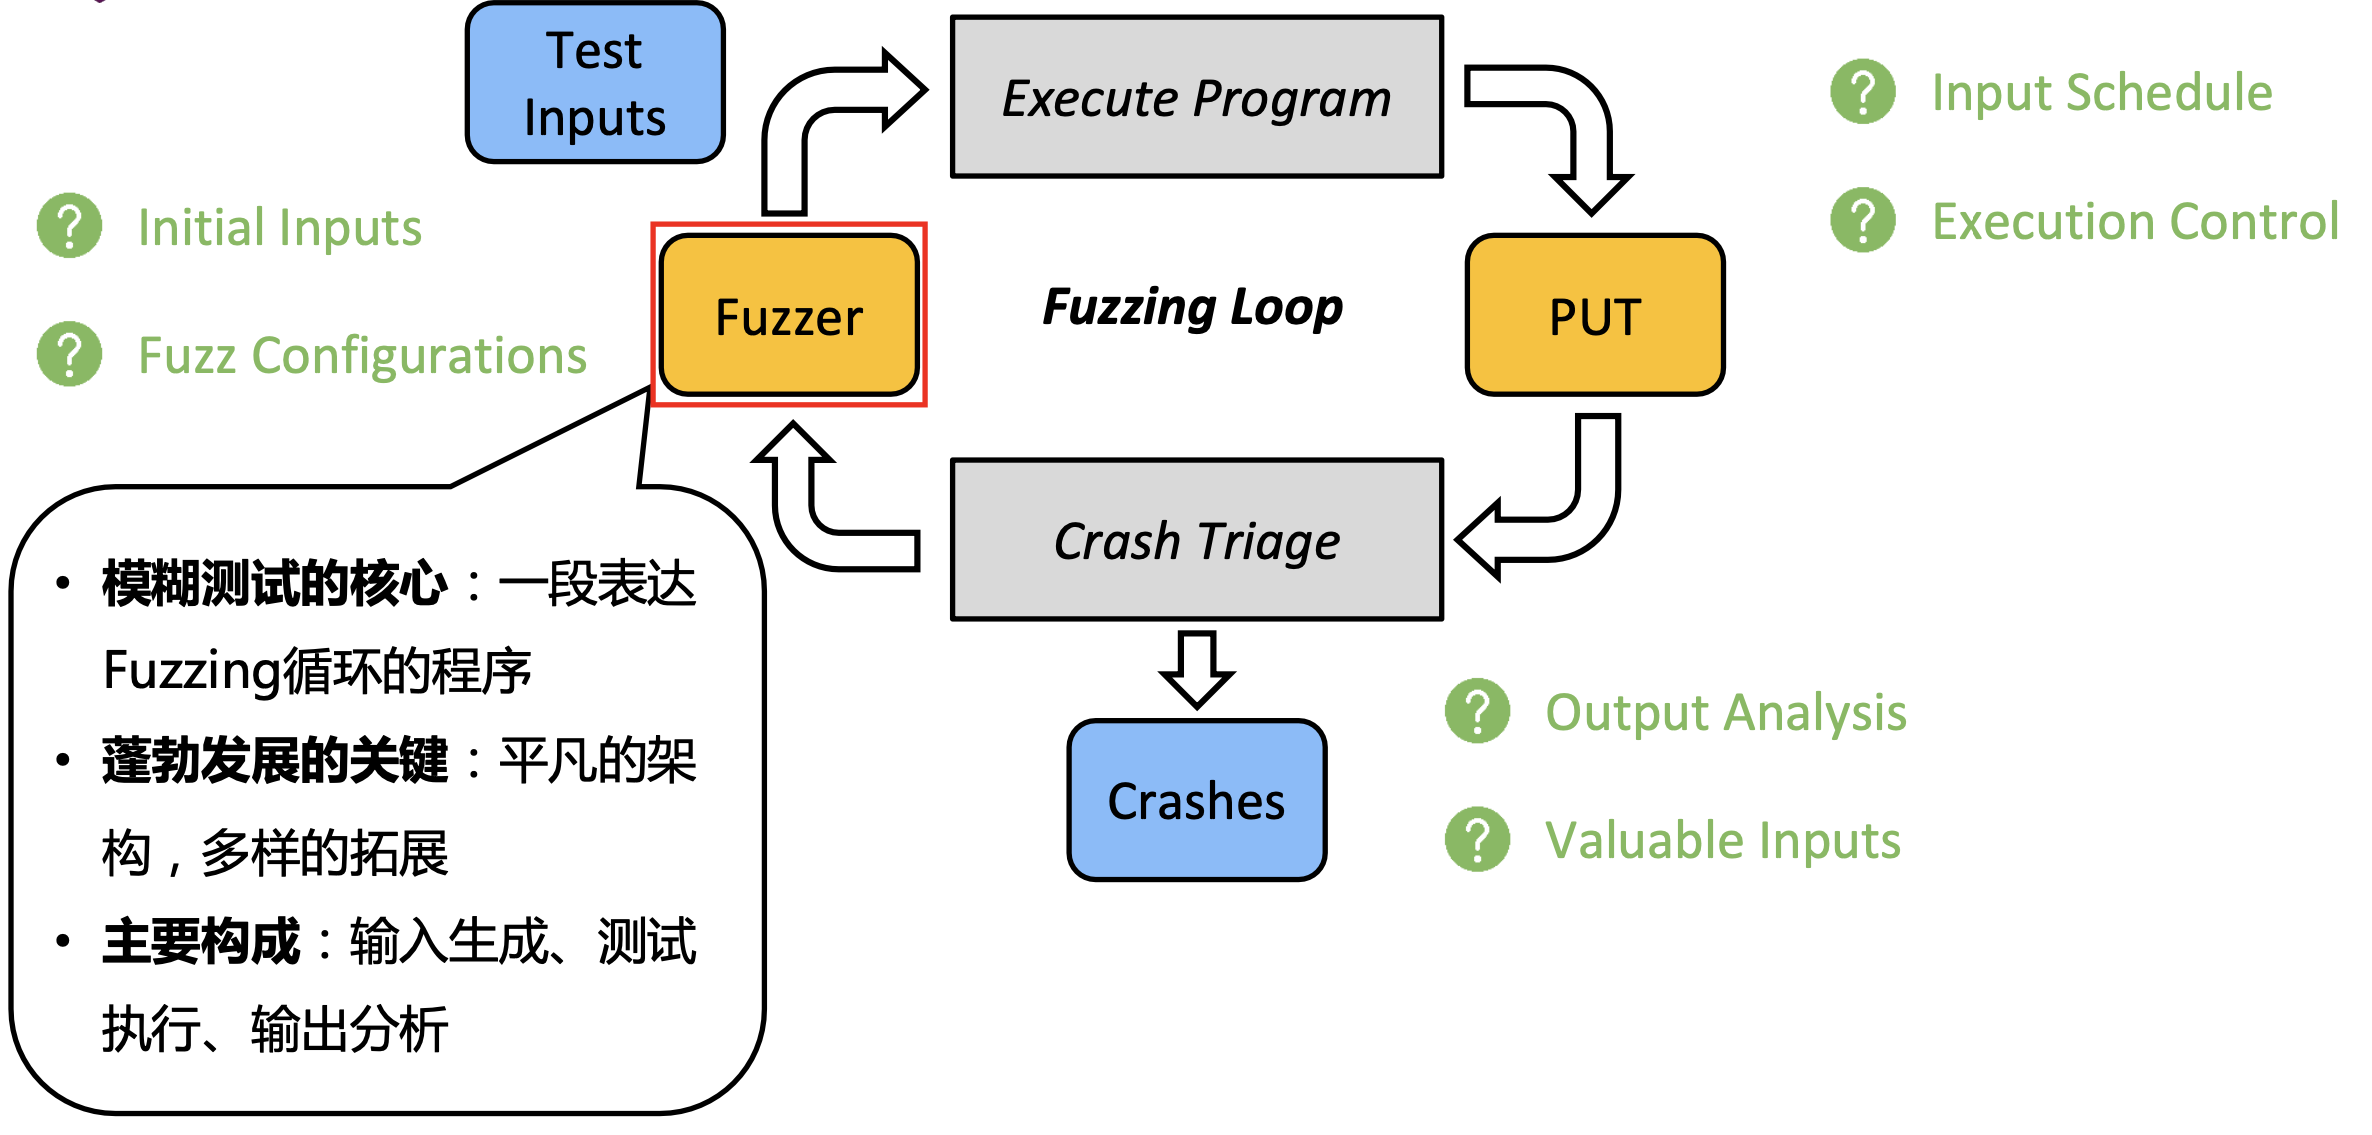 Test
Inputs
Execute Program
Input Schedule
Execution Control
Initial Inputs
Fuzz Configurations
Fuzzer
Fuzzing Loop
PUT
Crash Triage
Crashes
Output Analysis
Valuable Inputs
• 模糊测试的核心：一段表达
Fuzzing循环的程序
• 蓬勃发展的关键：平凡的架
构，多样的拓展
• 主要构成：输入生成、测试
执行、输出分析